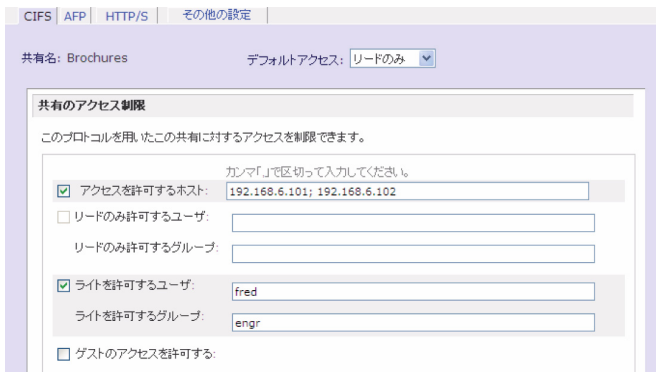 CIFS AFP HTTP/S その他の設定
共有名: Brochures デフォルトアクセス: リードのみ
共有のアクセス制限
このプロトコルを用いたこの共有に対するアクセスを制限できます。
カンマ「,」で区切って入力してください。
アクセスを許可するホスト: 192.168.6.101; 192.168.6.102
リードのみ許可するユーザ:
リードのみ許可するグループ:
ライトを許可するユーザ: fred
ライトを許可するグループ: engr
ゲストのアクセスを許可する: